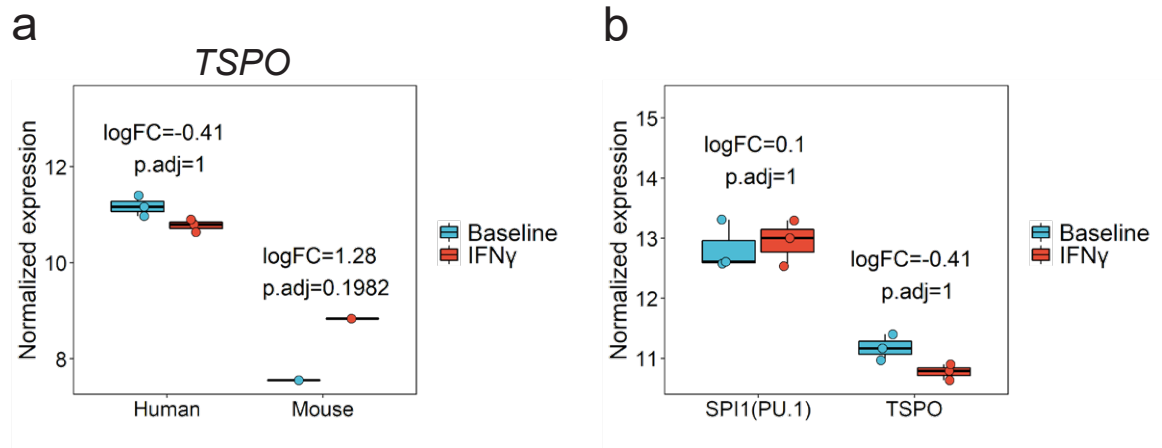 a
TSPO
Normalized expression
12
10
8
logFC=-0.41
p.adj=1
logFC=1.28
p.adj=0.1982
Human
Mouse
Baseline
IFNγ
b
Normalized expression
15
14
13
12
11
logFC=0.1
p.adj=1
logFC=-0.41
p.adj=1
SPI1(PU.1)
TSPO
Baseline
IFNγ